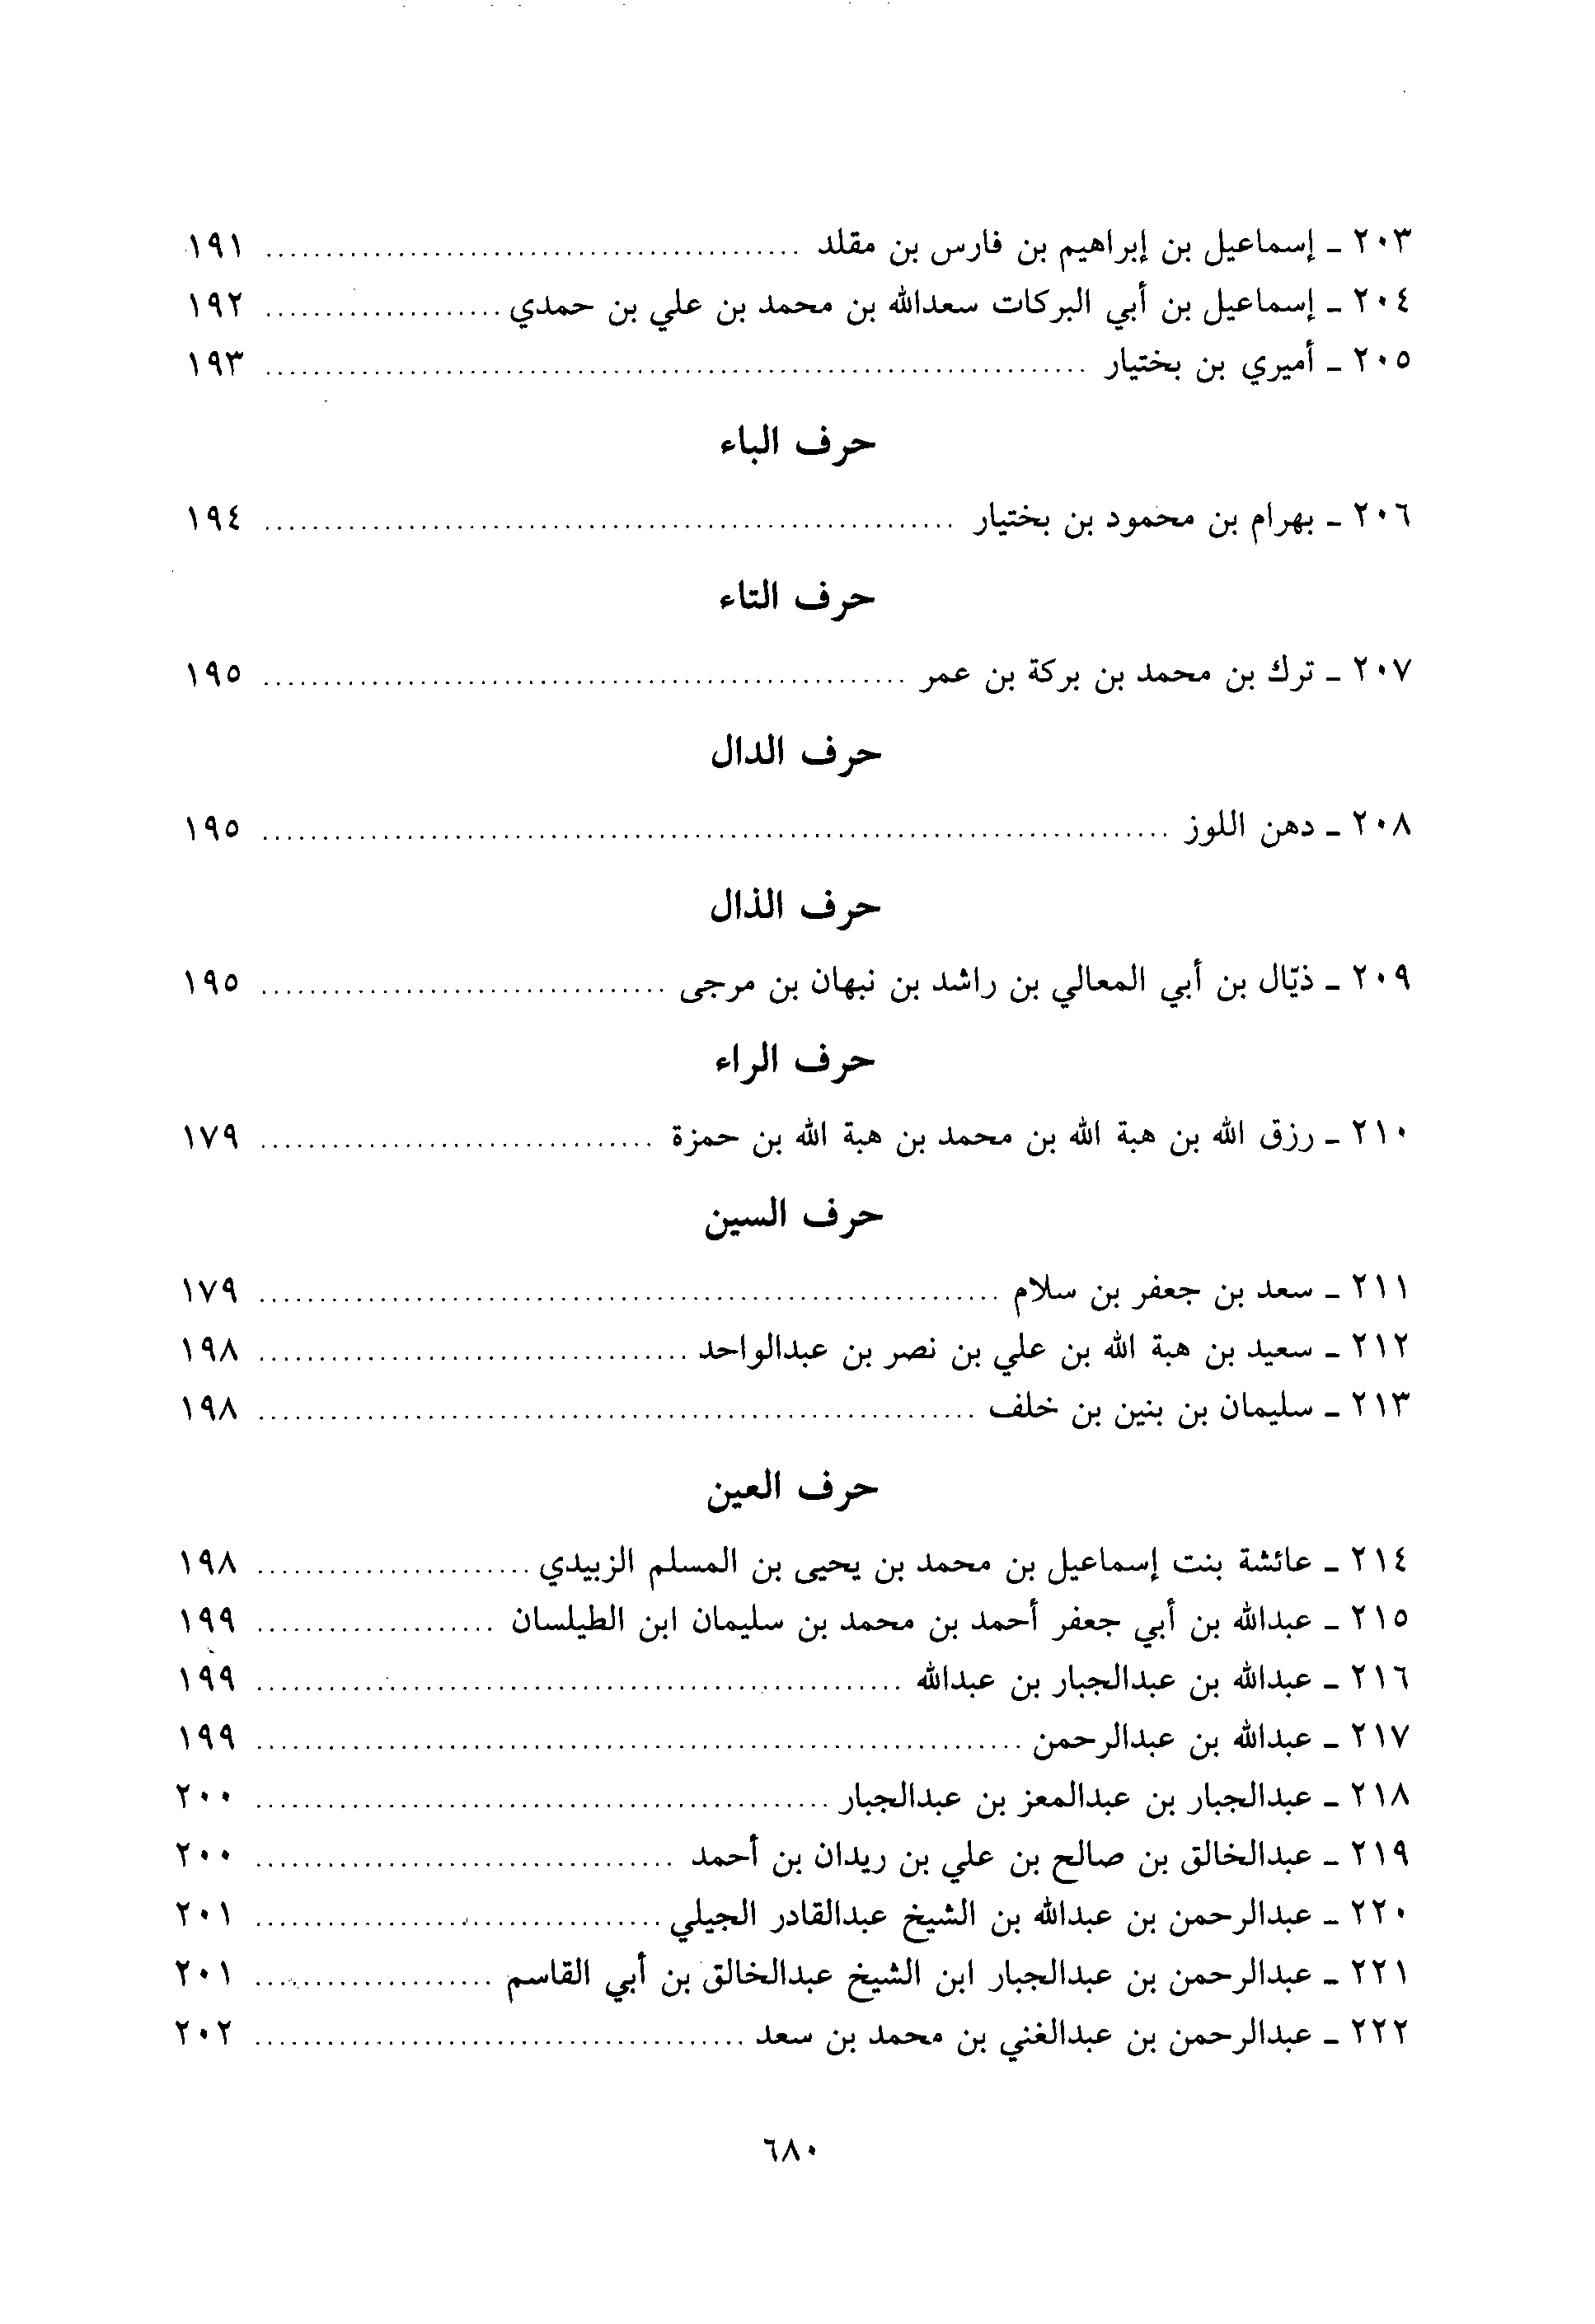 ٢٠٣ - إسماعيل بن إبراهيم بن فارس بن مقلد ........ ١٩١
٢٠٤ - إسماعيل بن أبي البركات سعدالله بن محمد بن علي بن حمدي ........ ١٩٢
٢٠٥ - أميري بن بختيار ........ ١٩٣
حرف الباء
٢٠٦ - بهرام بن محمود بن بختيار ........ ١٩٤
حرف التاء
٢٠٧ - ترك بن محمد بن بركة بن عمر ........ ١٩٥
حرف الدال
٢٠٨ - دهن اللوز ........ ١٩٥
حرف الذال
٢٠٩ - ذيّال بن أبي المعالي بن راشد بن نبهان بن مرجى ........ ١٩٥
حرف الراء
٢١٠ - رزق الله بن هبة الله بن محمد بن هبة الله بن حمزة ........ ١٧٩
حرف السين
٢١١ - سعد بن جعفر بن سلام ........ ١٧٩
٢١٢ - سعيد بن هبة الله بن علي بن نصر بن عبدالواحد ........ ١٩٨
٢١٣ - سليمان بن بنين بن خلف ........ ١٩٨
حرف العين
٢١٤ - عائشة بنت إسماعيل بن محمد بن يحيى بن المسلم الزبيدي ........ ١٩٨
٢١٥ - عبدالله بن أبي جعفر أحمد بن محمد بن سليمان ابن الطيلسان ........ ١٩٩
٢١٦ - عبدالله بن عبدالجبار بن عبدالله ........ ١٩٩
٢١٧ - عبدالله بن عبدالرحمن ........ ١٩٩
٢١٨ - عبدالجبار بن عبدالمعز بن عبدالجبار ........ ٢٠٠
٢١٩ - عبدالخالق بن صالح بن علي بن ريدان بن أحمد ........ ٢٠٠
٢٢٠ - عبدالرحمن بن عبدالله بن الشيخ عبدالقادر الجيلي ........ ٢٠١
٢٢١ - عبدالرحمن بن عبدالجبار ابن الشيخ عبدالخالق بن أبي القاسم ........ ٢٠١
٢٢٢ - عبدالرحمن بن عبدالغني بن محمد بن سعد ........ ٢٠٢
٦٨٠